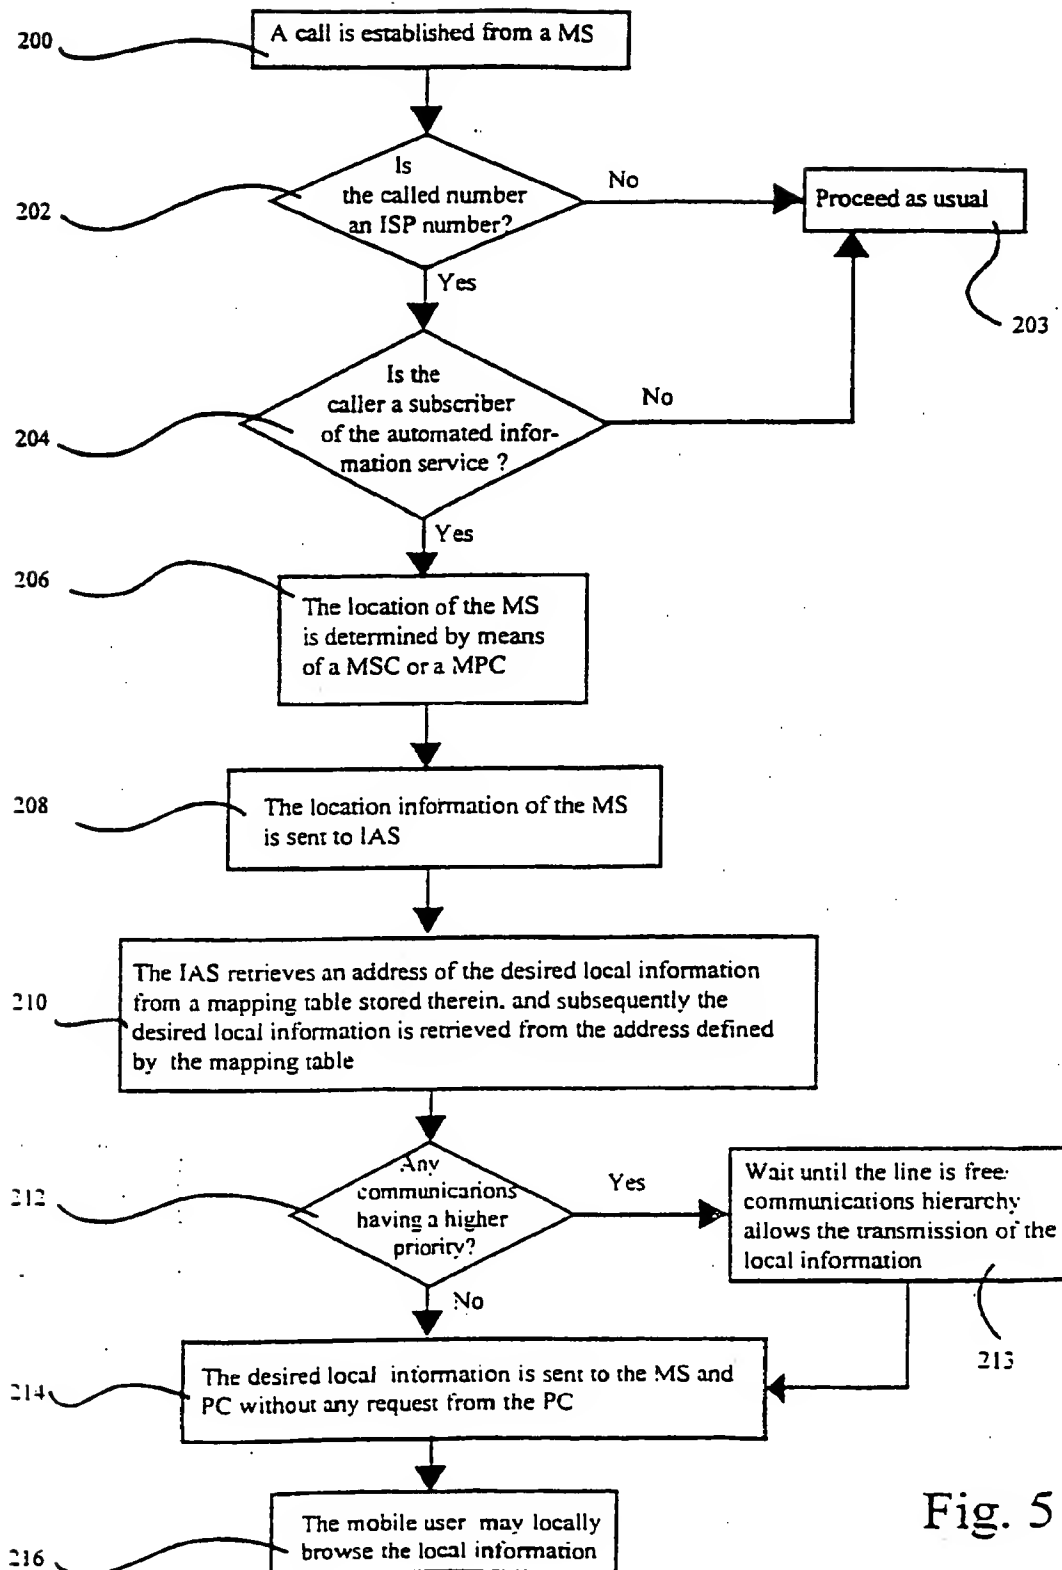 200
A call is established from a MS
Is
the called number
an ISP number?
202
No
Proceed as usual
203
Yes
Is the
caller a subscriber
of the automated infor-
mation service ?
204
No
Yes
206
The location of the MS
is determined by means
of a MSC or a MPC
208
The location information of the MS
is sent to IAS
210
The IAS retrieves an address of the desired local information
from a mapping table stored therein. and subsequently the
desired local information is retrieved from the address defined
by the mapping table
212
Any
communications
having a higher
priority?
Yes
Wait until the line is free
communications hierarchy
allows the transmission of the
local information
213
No
214
The desired local information is sent to the MS and
PC without any request from the PC
Fig. 5
216
The mobile user may locally
browse the local information